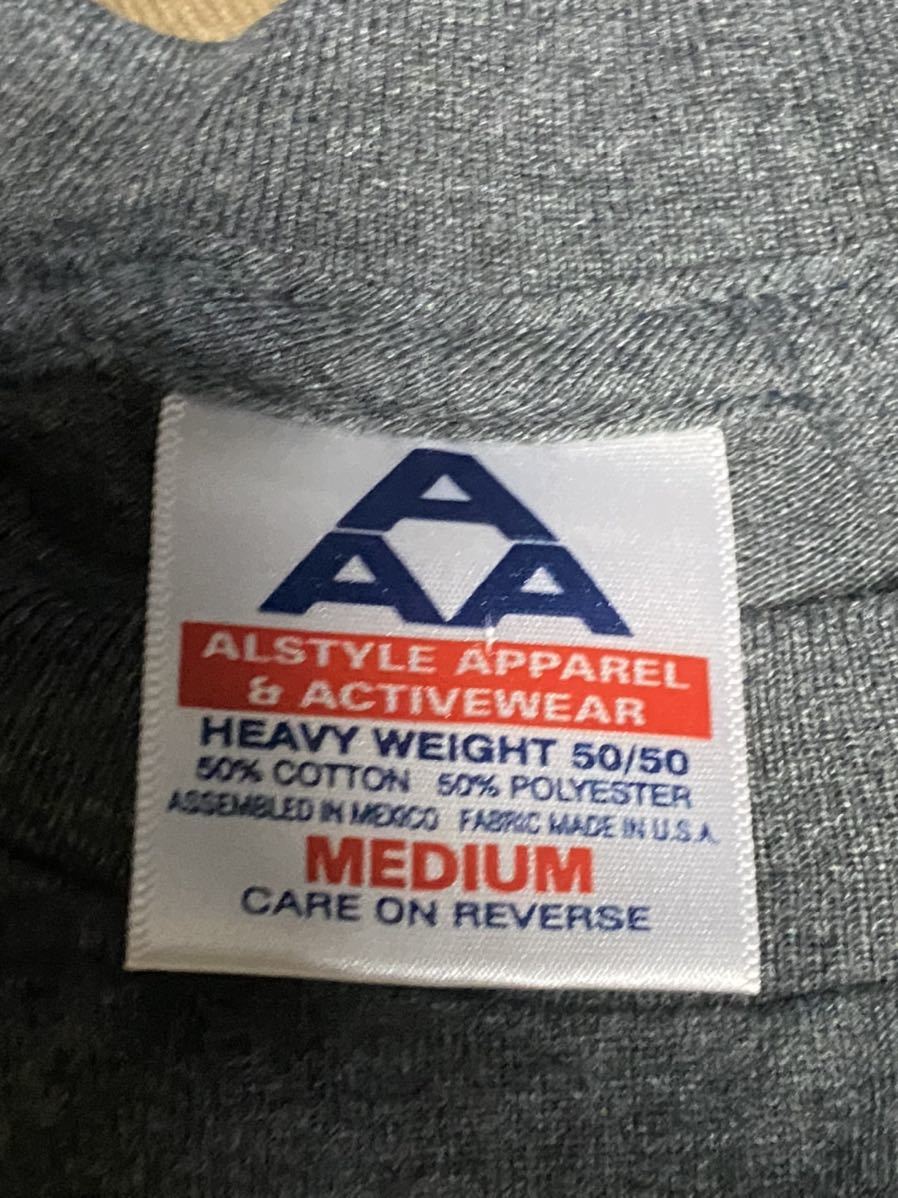 A
A A
ALSTYLE APPAREL
& ACTIVEWEAR
HEAVY WEIGHT 50/50
50% COTTON 50% POLYESTER
ASSEMBLED IN MEXICO FABRIC MADE IN U.S.A.
MEDIUM
CARE ON REVERSE